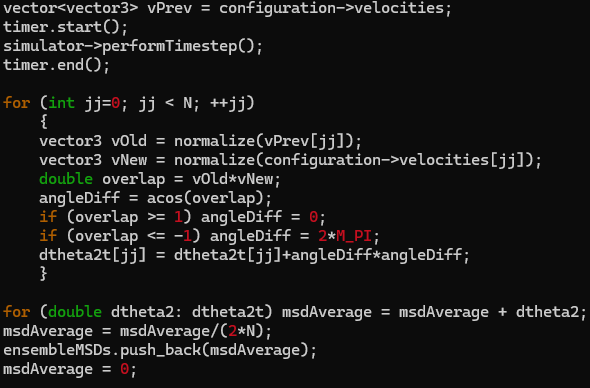 vector<vector3> vPrev = configuration->velocities;
timer.start();
simulator->performTimestep();
timer.end();

for (int jj=0; jj < N; ++jj)
    {
    vector3 vOld = normalize(vPrev[jj]);
    vector3 vNew = normalize(configuration->velocities[jj]);
    double overlap = vOld*vNew;
    angleDiff = acos(overlap);
    if (overlap >= 1) angleDiff = 0;
    if (overlap <= -1) angleDiff = 2*M_PI;
    dtheta2t[jj] = dtheta2t[jj]+angleDiff*angleDiff;
    }

for (double dtheta2: dtheta2t) msdAverage = msdAverage + dtheta2;
msdAverage = msdAverage/(2*N);
ensembleMSDs.push_back(msdAverage);
msdAverage = 0;